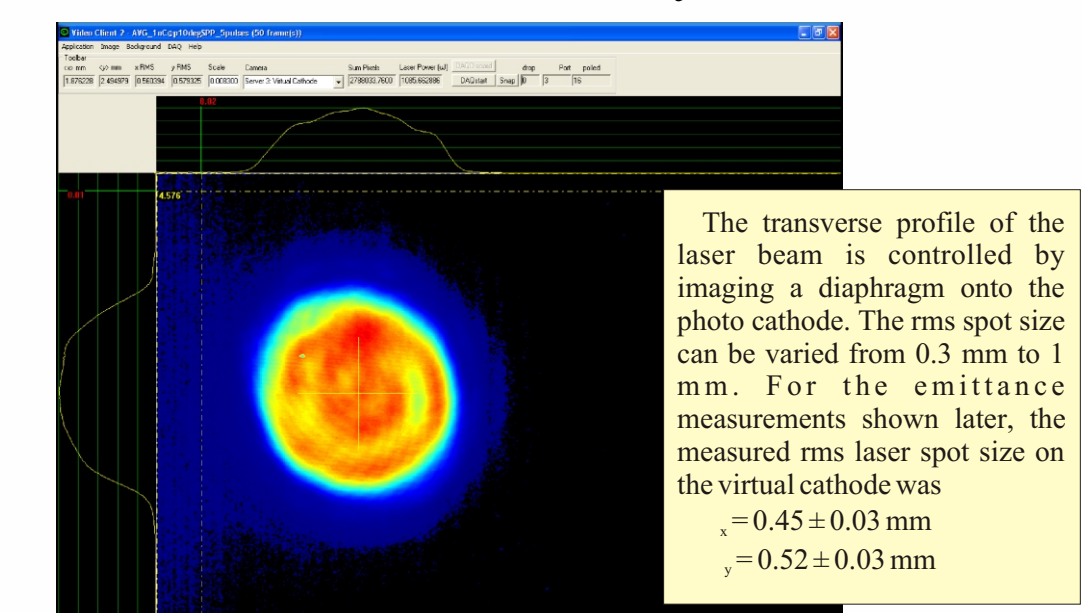 Video Client 2 - AVG_1nC@p10degSPP_5pulses (50 frame(s))
Application Image Background DAQ Help
Toolbar
<x> mm <y> mm x RMS y RMS Scale Camera Sum Pixels Laser Power [uJ] drop Port polled
1.876228 2.494979 0.560394 0.579325 0.008300 Server 3: Virtual Cathode 2798033.7600 1085.662886 DAQstart Snap 0 3 16
0.02
0.01
4.576
The transverse profile of the
laser beam is controlled by
imaging a diaphragm onto the
photo cathode. The rms spot size
can be varied from 0.3 mm to 1
mm. For the emittance
measurements shown later, the
measured rms laser spot size on
the virtual cathode was
x = 0.45 ± 0.03 mm
y = 0.52 ± 0.03 mm